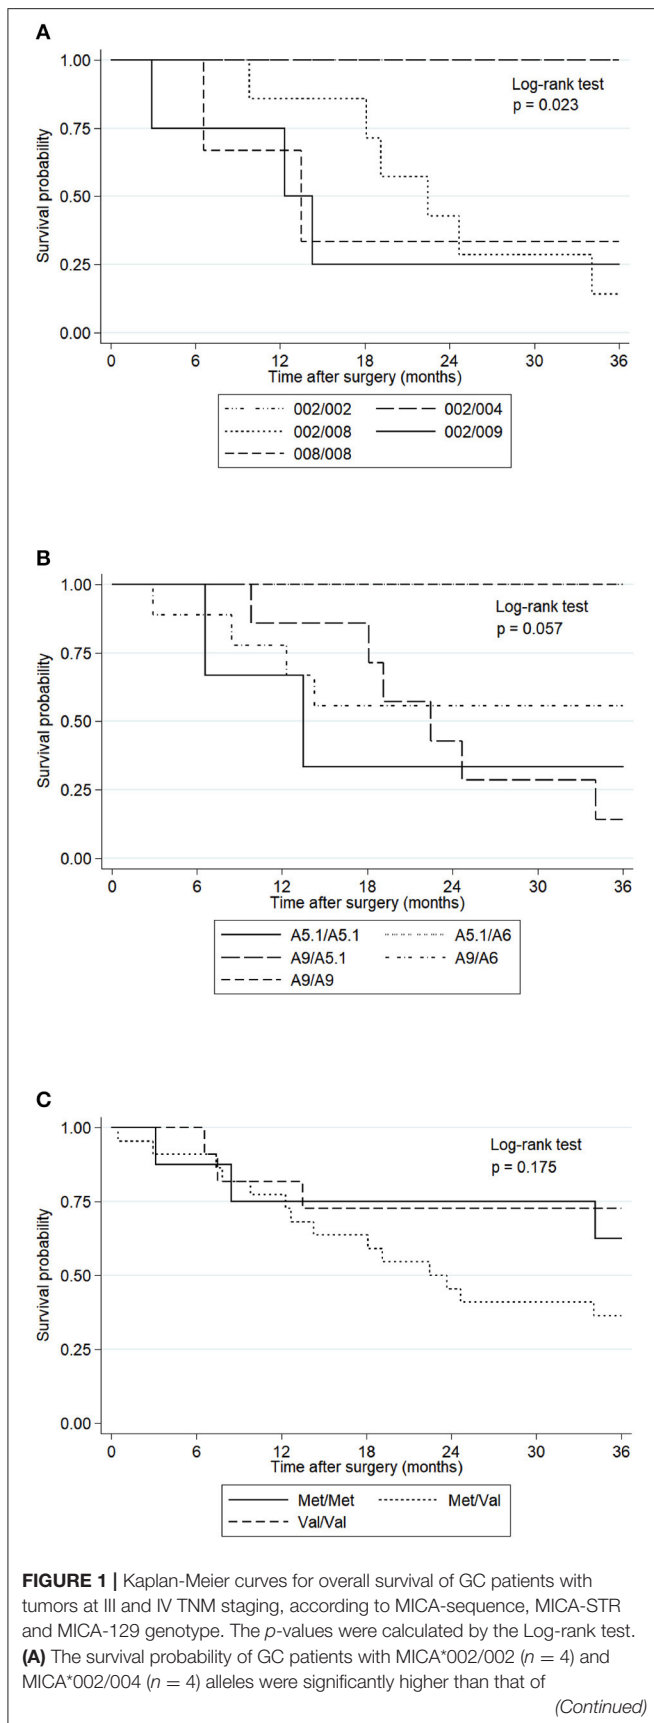 A
1.00
0.75
0.50
0.25
0.00
Survival probability
Log-rank test
p = 0.023
0 6 12 18 24 30 36
Time after surgery (months)
002/002 002/004
002/008 002/009
008/008
B
1.00
0.75
0.50
0.25
0.00
Survival probability
Log-rank test
p = 0.057
0 6 12 18 24 30 36
Time after surgery (months)
A5.1/A5.1 A5.1/A6
A9/A5.1 A9/A6
A9/A9
C
1.00
0.75
0.50
0.25
0.00
Survival probability
Log-rank test
p = 0.175
0 6 12 18 24 30 36
Time after surgery (months)
Met/Met Met/Val
Val/Val
FIGURE 1 | Kaplan-Meier curves for overall survival of GC patients with
tumors at III and IV TNM staging, according to MICA-sequence, MICA-STR
and MICA-129 genotype. The p-values were calculated by the Log-rank test.
(A) The survival probability of GC patients with MICA*002/002 (n = 4) and
MICA*002/004 (n = 4) alleles were significantly higher than that of
(Continued)